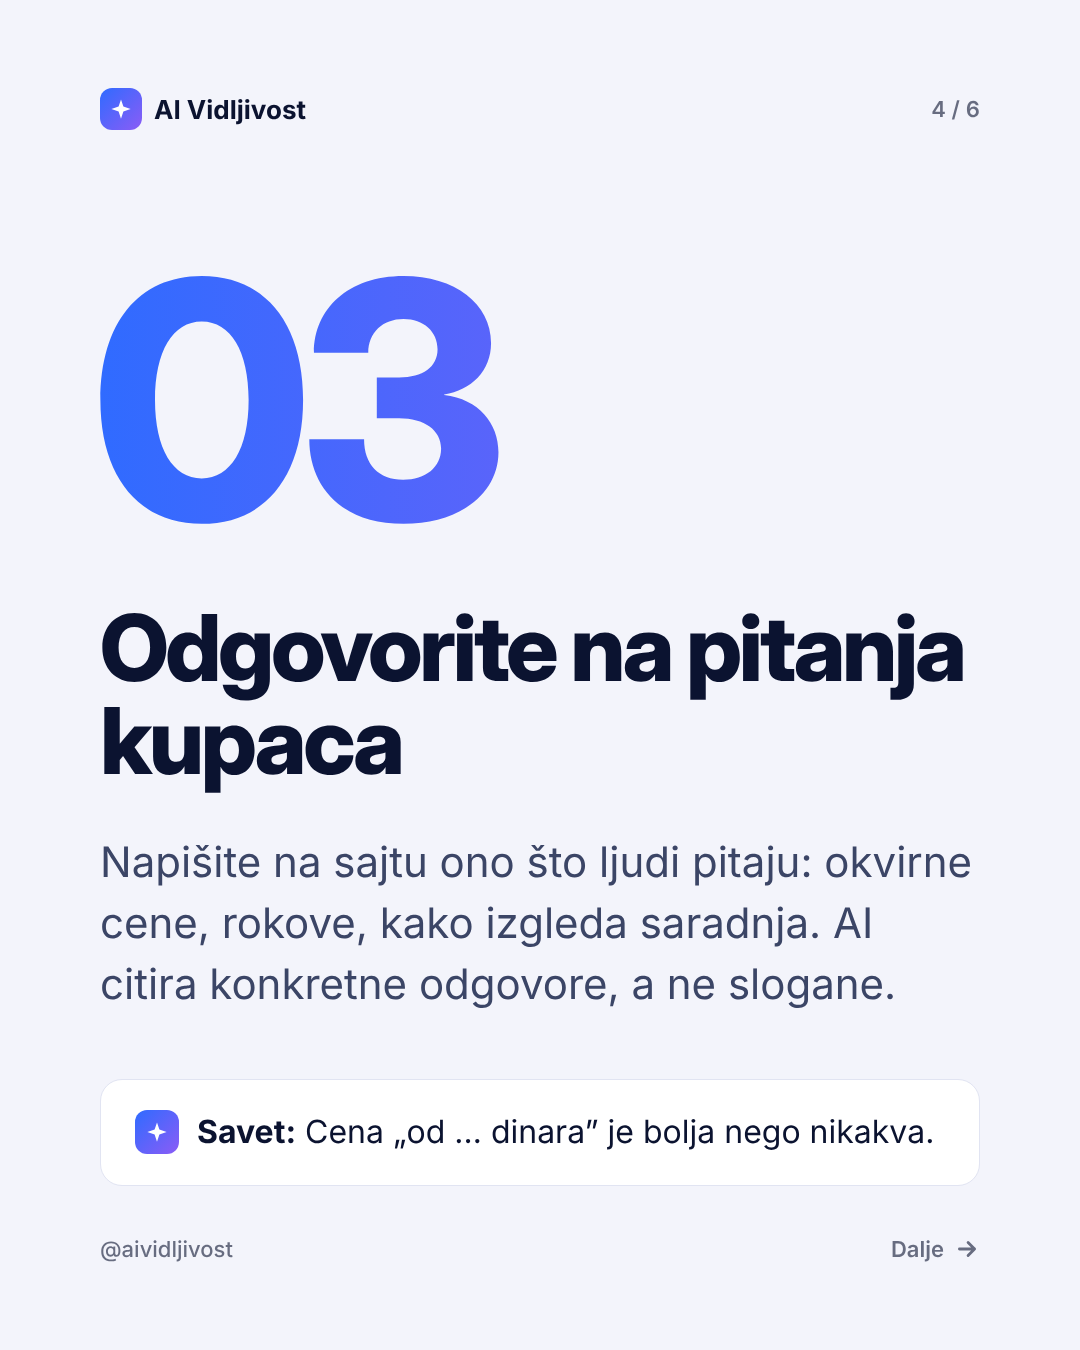 AI Vidljivost
4 / 6
03
Odgovorite na pitanja
kupaca
Napišite na sajtu ono što ljudi pitaju: okvirne
cene, rokove, kako izgleda saradnja. AI
citira konkretne odgovore, a ne slogane.
Savet: Cena „od ... dinara” je bolja nego nikakva.
@aividljivost
Dalje →